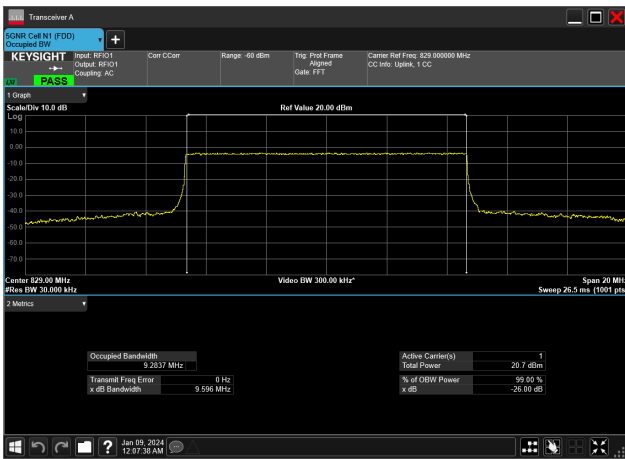 Transceiver A
5GNR Cell N1 (FDD)
Occupied BW
KEYSIGHT
LXI
PASS
Input: RFIO1
Output: RFIO1
Coupling: AC
Corr CCorr
Range: -60 dBm
Trig: Prot Frame
Aligned
Gate: FFT
Carrier Ref Freq: 829.000000 MHz
CC Info: Uplink, 1 CC
1 Graph
Scale/Div 10.0 dB
Ref Value 20.00 dBm
Log
10.0
0.00
-10.0
-20.0
-30.0
-40.0
-50.0
-60.0
-70.0
Center 829.00 MHz
Video BW 300.00 kHz^
Span 20 MHz
#Res BW 30.000 kHz
Sweep 26.5 ms (1001 pts
2 Metrics
Occupied Bandwidth
9.2837 MHz
Transmit Freq Error 0 Hz
x dB Bandwidth 9.596 MHz
Active Carrier(s) 1
Total Power 20.7 dBm
% of OBW Power 99.00 %
x dB -26.00 dB
?
Jan 09, 2024
12:07:38 AM